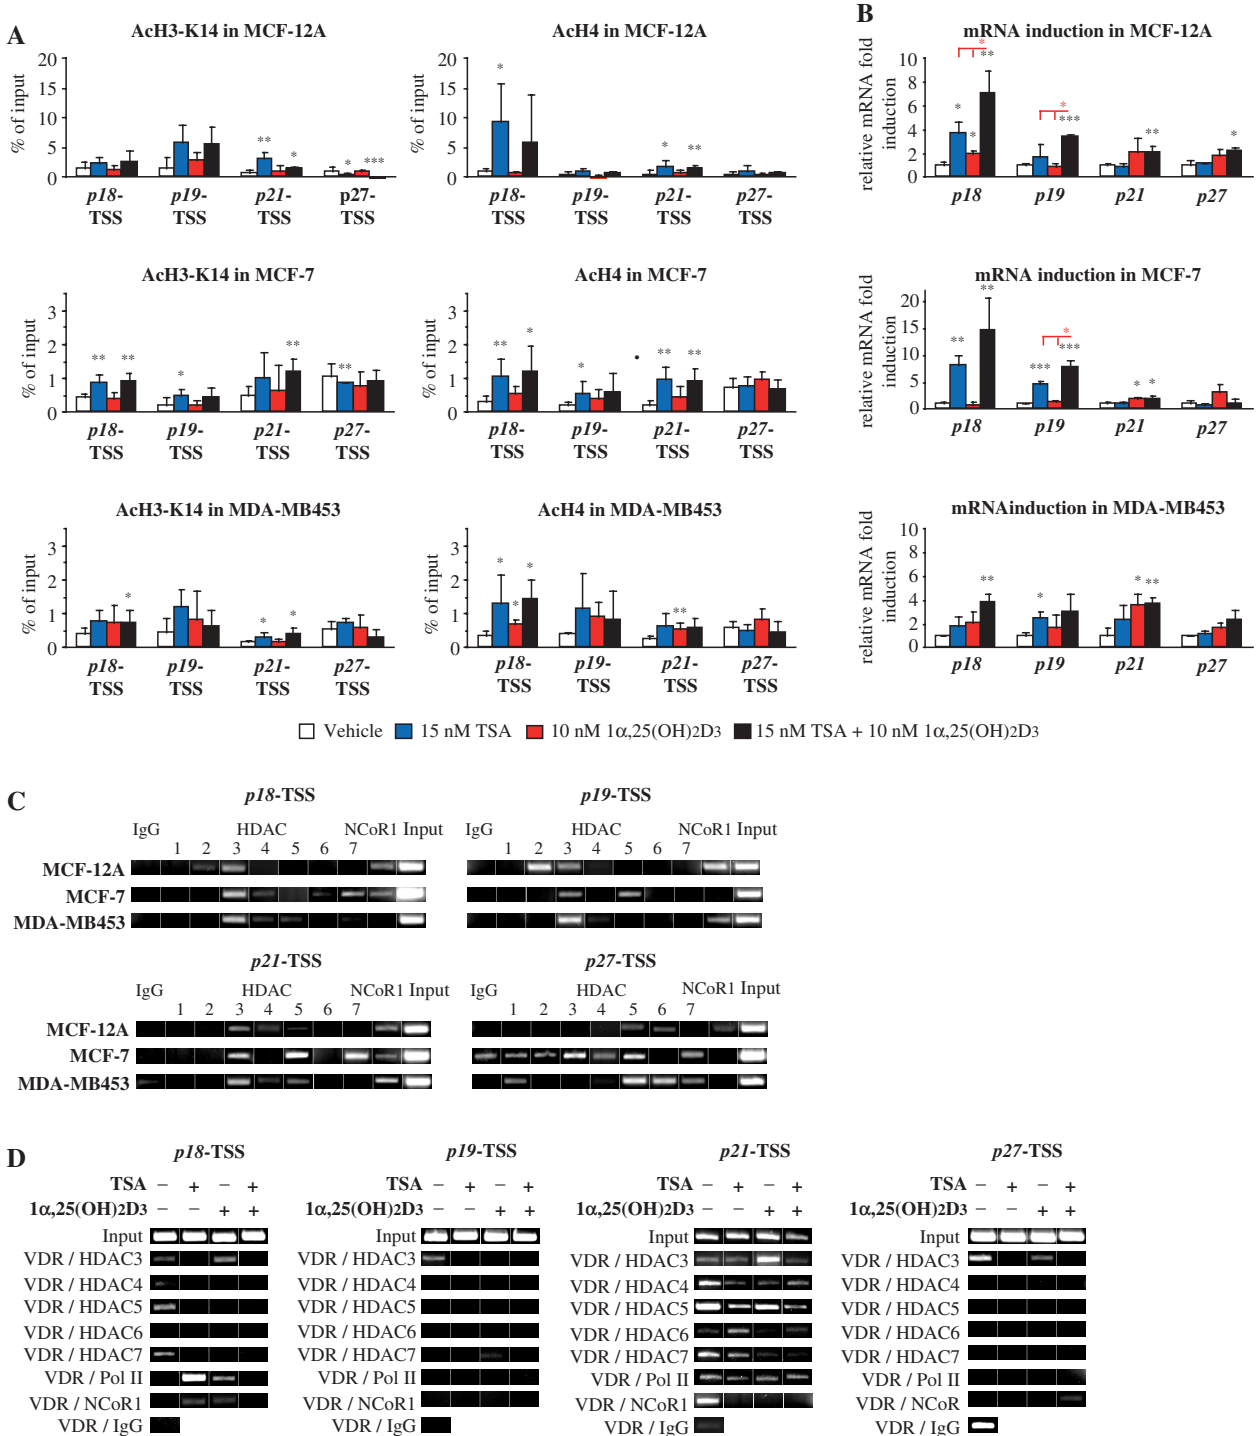 A
B
AcH3-K14 in MCF-12A
AcH4 in MCF-12A
mRNA induction in MCF-12A
% of input
20
15
10
5
0
**
*
*
***
p18-TSS
p19-TSS
p21-TSS
p27-TSS
% of input
20
15
10
5
0
*
*
**
p18-TSS
p19-TSS
p21-TSS
p27-TSS
relative mRNA fold induction
10
8
6
4
2
0
*
*
*
**
*
***
**
*
p18
p19
p21
p27
AcH3-K14 in MCF-7
AcH4 in MCF-7
mRNA induction in MCF-7
% of input
3
2
1
0
**
**
*
**
**
p18-TSS
p19-TSS
p21-TSS
p27-TSS
% of input
3
2
1
0
**
*
*
**
**
p18-TSS
p19-TSS
p21-TSS
p27-TSS
relative mRNA fold induction
20
15
10
5
0
**
**
***
*
***
*
*
p18
p19
p21
p27
AcH3-K14 in MDA-MB453
AcH4 in MDA-MB453
mRNAinduction in MDA-MB453
% of input
3
2
1
0
*
*
*
p18-TSS
p19-TSS
p21-TSS
p27-TSS
% of input
3
2
1
0
*
*
*
**
p18-TSS
p19-TSS
p21-TSS
p27-TSS
relative mRNA fold induction
10
8
6
4
2
0
**
*
*
**
p18
p19
p21
p27
Vehicle 15 nM TSA 10 nM 1α,25(OH)2D3 15 nM TSA + 10 nM 1α,25(OH)2D3
C
p18-TSS
IgG HDAC NCoR1 Input
1 2 3 4 5 6 7
MCF-12A
MCF-7
MDA-MB453
p19-TSS
IgG HDAC NCoR1 Input
1 2 3 4 5 6 7
p21-TSS
IgG HDAC NCoR1 Input
1 2 3 4 5 6 7
MCF-12A
MCF-7
MDA-MB453
p27-TSS
IgG HDAC NCoR1 Input
1 2 3 4 5 6 7
D
p18-TSS
TSA − + − +
1α,25(OH)2D3 − − + +
Input
VDR / HDAC3
VDR / HDAC4
VDR / HDAC5
VDR / HDAC6
VDR / HDAC7
VDR / Pol II
VDR / NCoR1
VDR / IgG
p19-TSS
TSA − + − +
1α,25(OH)2D3 − − + +
Input
VDR / HDAC3
VDR / HDAC4
VDR / HDAC5
VDR / HDAC6
VDR / HDAC7
VDR / Pol II
VDR / NCoR1
VDR / IgG
p21-TSS
TSA − + − +
1α,25(OH)2D3 − − + +
Input
VDR / HDAC3
VDR / HDAC4
VDR / HDAC5
VDR / HDAC6
VDR / HDAC7
VDR / Pol II
VDR / NCoR1
VDR / IgG
p27-TSS
TSA − + − +
1α,25(OH)2D3 − − + +
Input
VDR / HDAC3
VDR / HDAC4
VDR / HDAC5
VDR / HDAC6
VDR / HDAC7
VDR / Pol II
VDR / NCoR
VDR / IgG